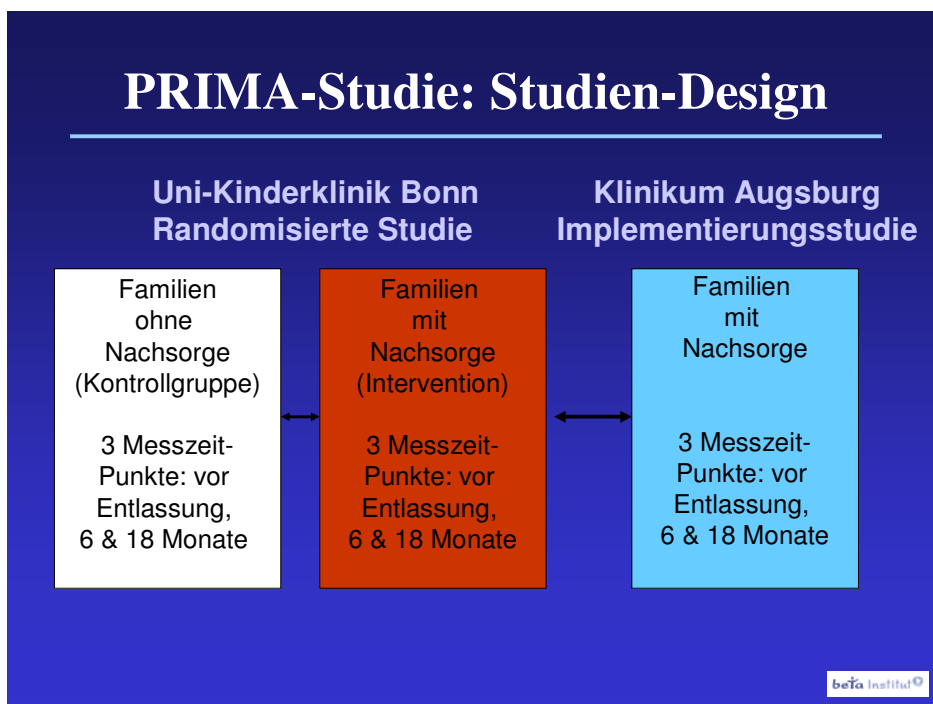 PRIMA-Studie: Studien-Design
Uni-Kinderklinik Bonn
Randomisierte Studie
Klinikum Augsburg
Implementierungsstudie
Familien
ohne
Nachsorge
(Kontrollgruppe)
3 Messzeit-
Punkte: vor
Entlassung,
6 & 18 Monate
Familien
mit
Nachsorge
(Intervention)
3 Messzeit-
Punkte: vor
Entlassung,
6 & 18 Monate
Familien
mit
Nachsorge
3 Messzeit-
Punkte: vor
Entlassung,
6 & 18 Monate
beta Institut